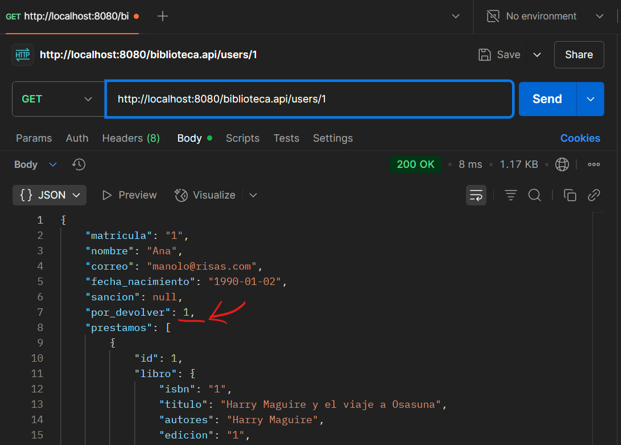 GET http://localhost:8080/bi
No environment
HTTP http://localhost:8080/biblioteca.api/users/1
Save
Share
GET
http://localhost:8080/biblioteca.api/users/1
Send
Params Auth Headers (8) Body Scripts Tests Settings Cookies
Body 200 OK 8 ms 1.17 KB
{} JSON Preview Visualize
1 {
2 "matricula": "1",
3 "nombre": "Ana",
4 "correo": "manolo@risas.com",
5 "fecha_nacimiento": "1990-01-02",
6 "sancion": null,
7 "por_devolver": 1,
8 "prestamos": [
9 {
10 "id": 1,
11 "libro": {
12 "isbn": "1",
13 "titulo": "Harry Maguire y el viaje a Osasuna",
14 "autores": "Harry Maguire",
15 "edicion": "1",